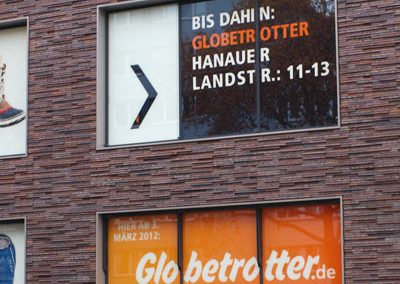 BIS DAHIN:
GLOBETROTTER
HANAUER
LANDSTR.: 11-13
HIER AB 3.
MÄRZ 2012:
Globetrotter.de